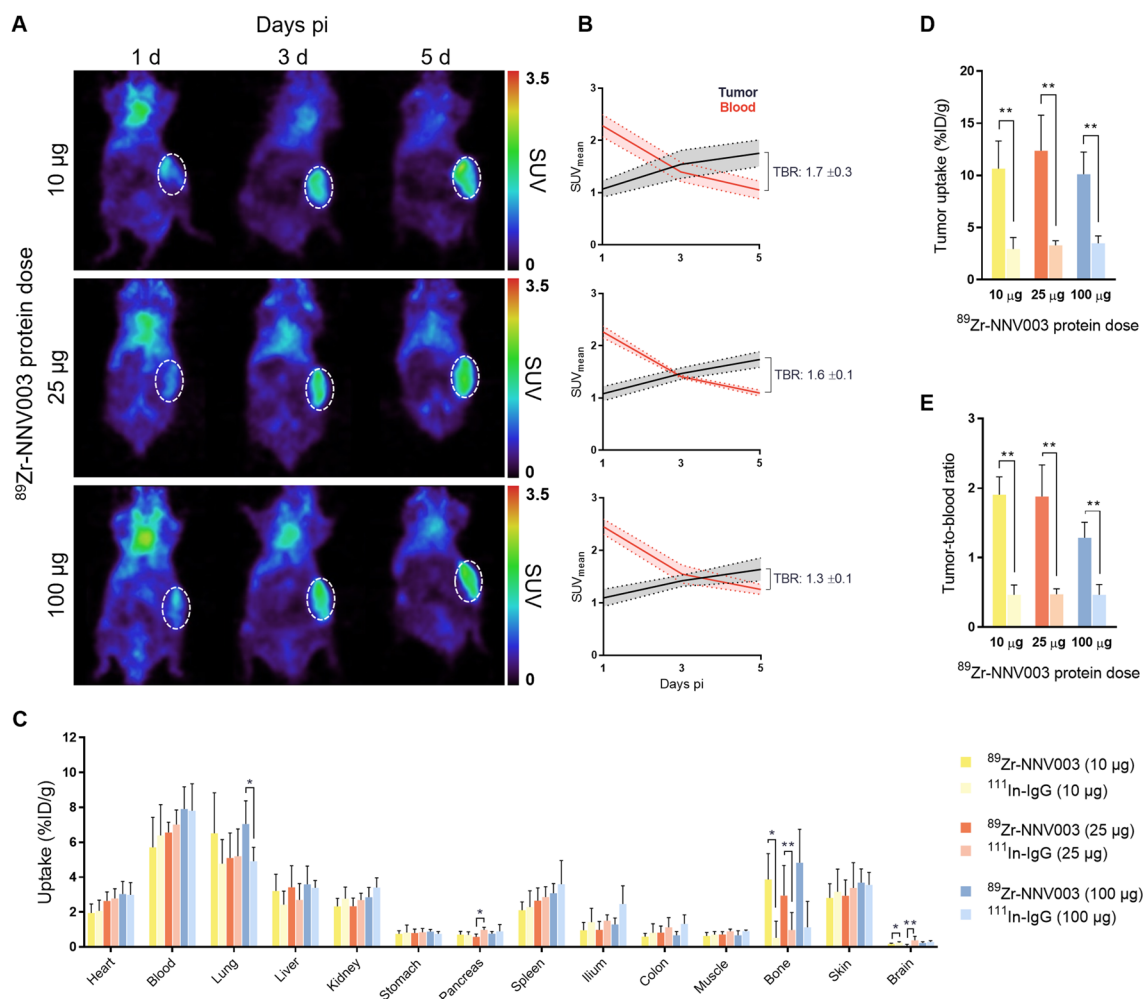 A
Days pi
1 d 3 d 5 d
⁸⁹Zr-NNV003 protein dose
10 µg
3.5
SUV
0
25 µg
3.5
SUV
0
100 µg
3.5
SUV
0
B
Tumor
Blood
SUVmean
3
2
1
0
1 3 5
TBR: 1.7 ±0.3
SUVmean
3
2
1
0
1 3 5
TBR: 1.6 ±0.1
SUVmean
3
2
1
0
1 3 5
TBR: 1.3 ±0.1
Days pi
D
Tumor uptake (%ID/g)
20
15
10
5
0
** ** **
10 µg 25 µg 100 µg
⁸⁹Zr-NNV003 protein dose
E
Tumor-to-blood ratio
3
2
1
0
** ** **
10 µg 25 µg 100 µg
⁸⁹Zr-NNV003 protein dose
C
Uptake (%ID/g)
12
10
8
6
4
2
0
* * * ** * **
Heart Blood Lung Liver Kidney Stomach Pancreas Spleen Ilium Colon Muscle Bone Skin Brain
⁸⁹Zr-NNV003 (10 µg)
¹¹¹In-IgG (10 µg)
⁸⁹Zr-NNV003 (25 µg)
¹¹¹In-IgG (25 µg)
⁸⁹Zr-NNV003 (100 µg)
¹¹¹In-IgG (100 µg)